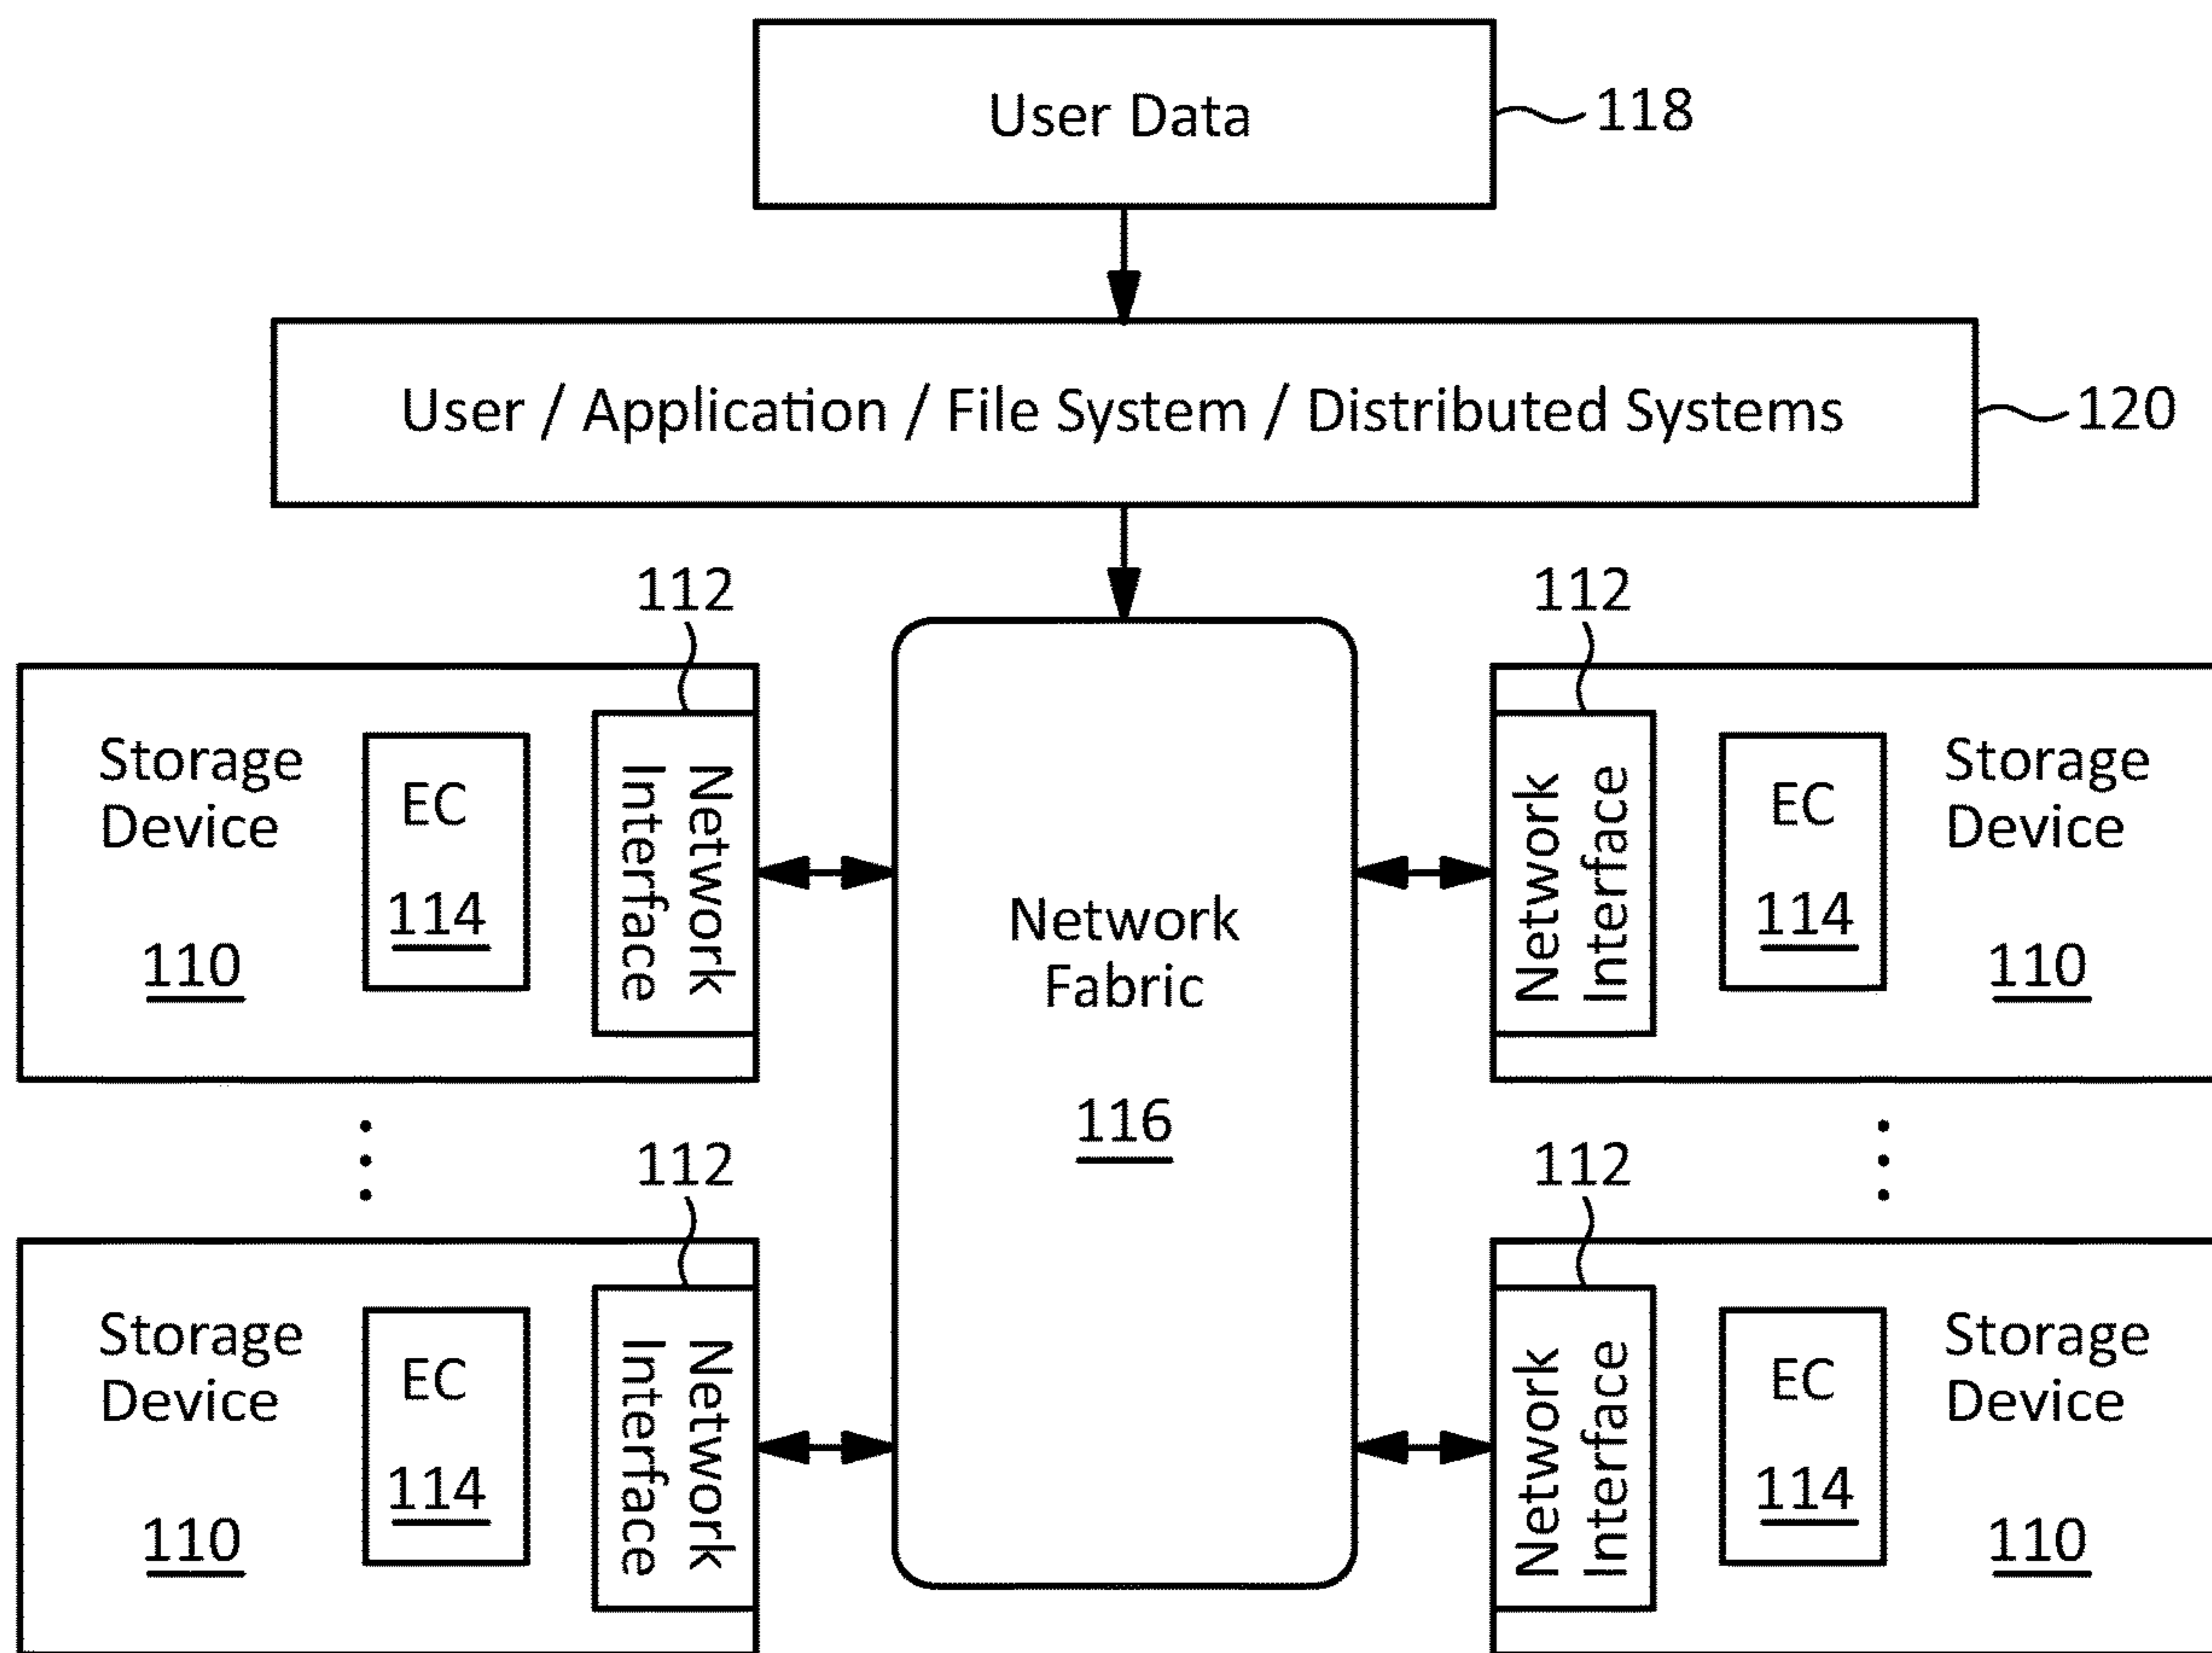 User Data
118
User / Application / File System / Distributed Systems
120
112
112
Storage
Device
110
EC
114
Network
Interface
Network
Fabric
116
Network
Interface
EC
114
Storage
Device
110
112
112
Storage
Device
110
EC
114
Network
Interface
Network
Interface
EC
114
Storage
Device
110